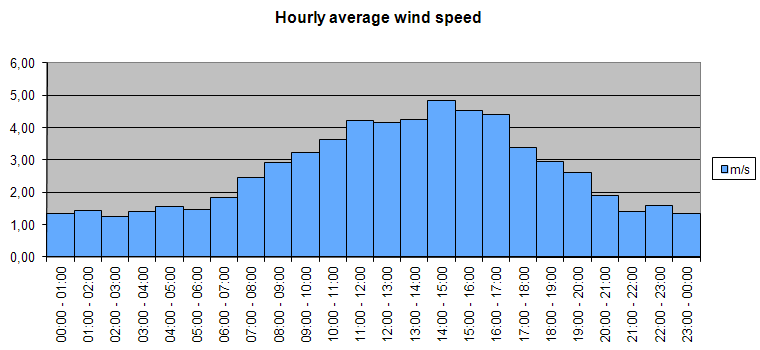 Hourly average wind speed
6,00
5,00
4,00
3,00
2,00
1,00
0,00
m/s
00:00 - 01:00
01:00 - 02:00
02:00 - 03:00
03:00 - 04:00
04:00 - 05:00
05:00 - 06:00
06:00 - 07:00
07:00 - 08:00
08:00 - 09:00
09:00 - 10:00
10:00 - 11:00
11:00 - 12:00
12:00 - 13:00
13:00 - 14:00
14:00 - 15:00
15:00 - 16:00
16:00 - 17:00
17:00 - 18:00
18:00 - 19:00
19:00 - 20:00
20:00 - 21:00
21:00 - 22:00
22:00 - 23:00
23:00 - 00:00